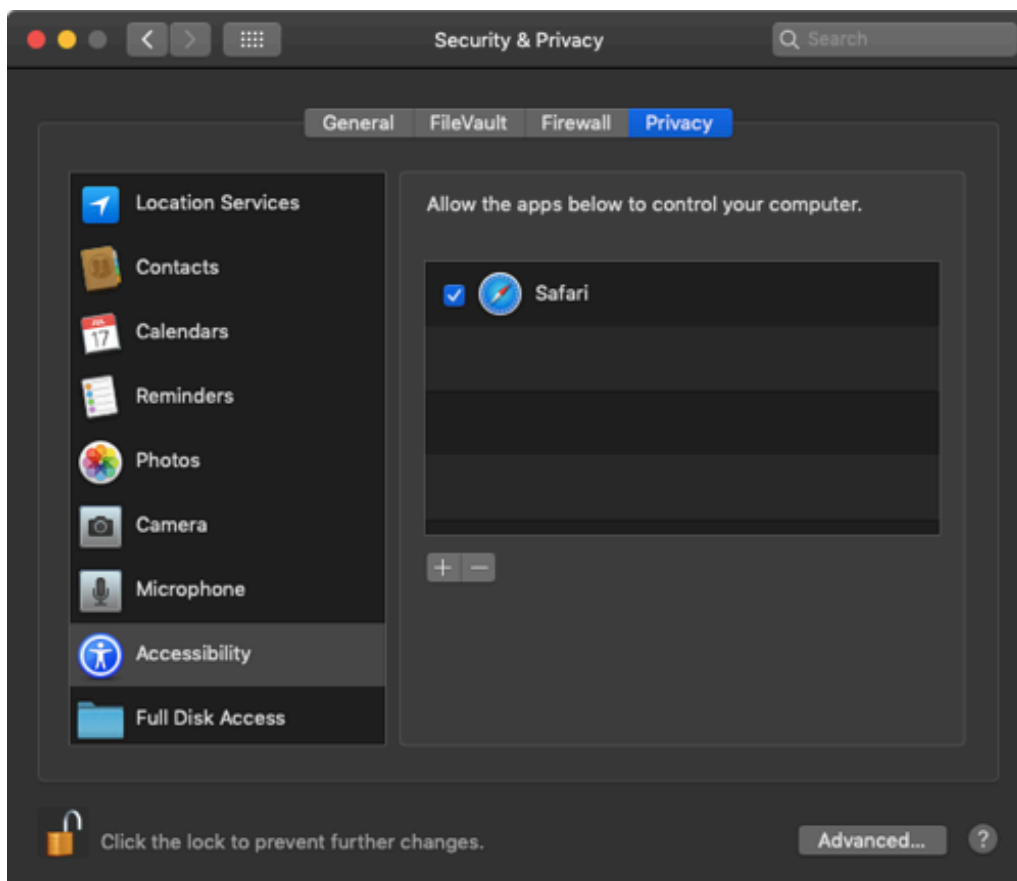 Security & Privacy
Search
General FileVault Firewall Privacy
Location Services
Contacts
Calendars
Reminders
Photos
Camera
Microphone
Accessibility
Full Disk Access
Allow the apps below to control your computer.
Safari
Click the lock to prevent further changes.
Advanced...
?